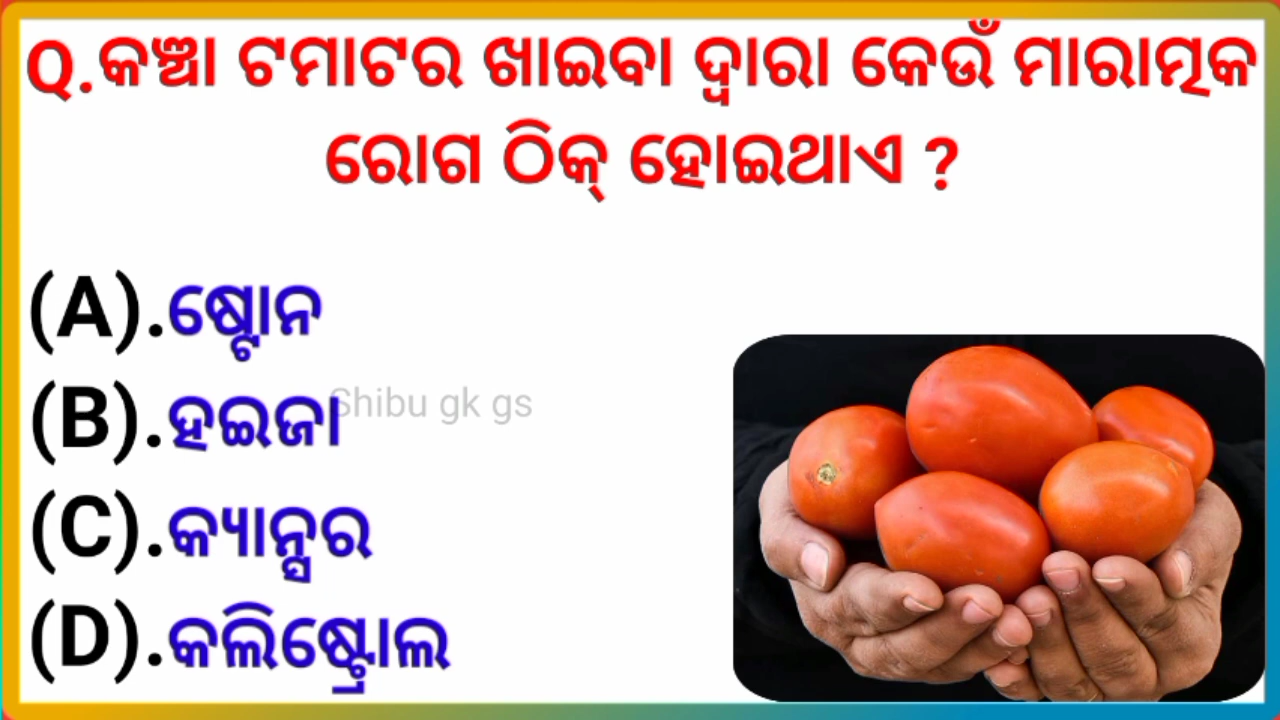 Q.କଞ୍ଚା ଟମାଟର ଖାଇବା ଦ୍ୱାରା କେଉଁ ମାରାତ୍ମକ
ରୋଗ ଠିକ୍ ହୋଇଥାଏ ?
(A).ଷ୍ଟୋନ
(B).ହଇଜା
Shibu gk gs
(C).କ୍ୟାନ୍ସର
(D).କଲିଷ୍ଟ୍ରୋଲ